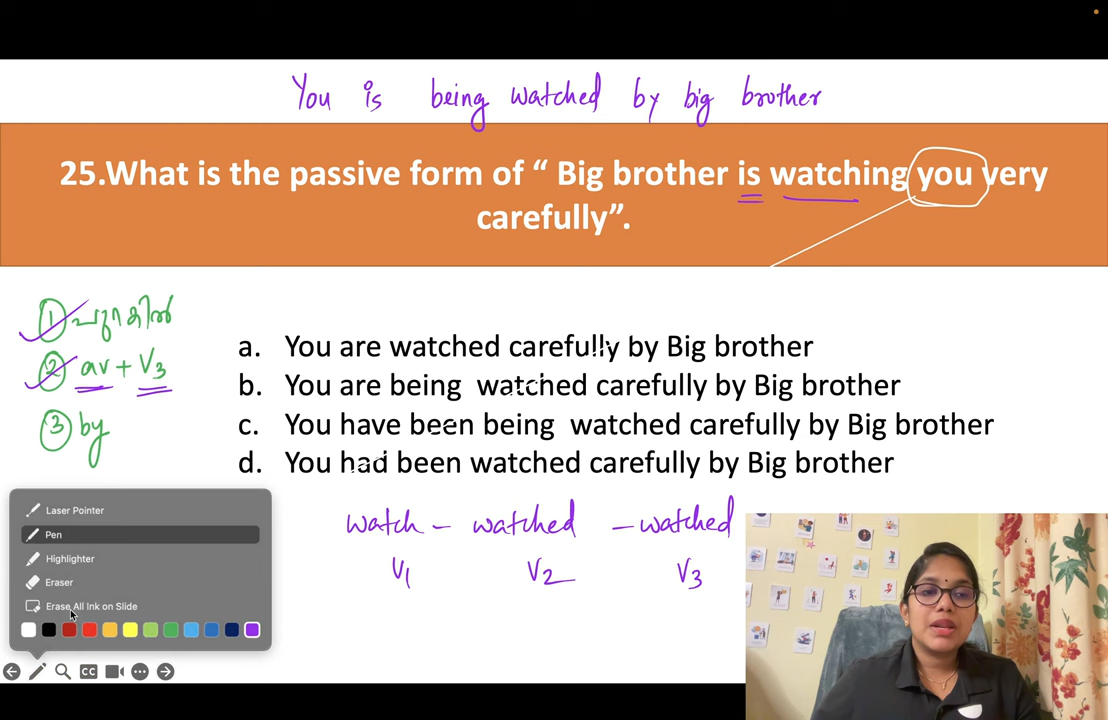 You is being watched by big brother
25.What is the passive form of “ Big brother is watching you very
carefully”.
①
② av + V3
③ by
a. You are watched carefully by Big brother
b. You are being watched carefully by Big brother
c. You have been being watched carefully by Big brother
d. You had been watched carefully by Big brother
watch - watched - watched
V1 V2 V3
Laser Pointer
Pen
Highlighter
Eraser
Erase All Ink on Slide
CC